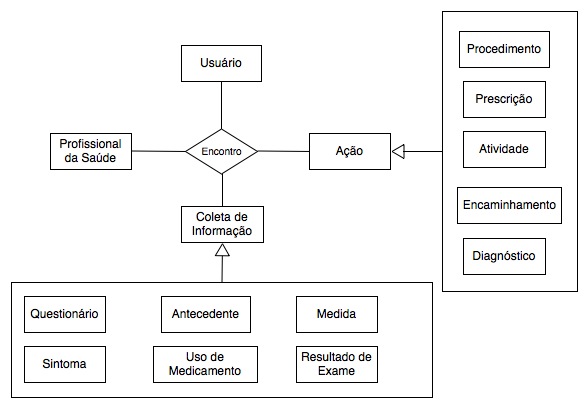 Usuário
Profissional
da Saúde
Encontro
Ação
Coleta de
Informação
Procedimento
Prescrição
Atividade
Encaminhamento
Diagnóstico
Questionário
Antecedente
Medida
Sintoma
Uso de
Medicamento
Resultado de
Exame